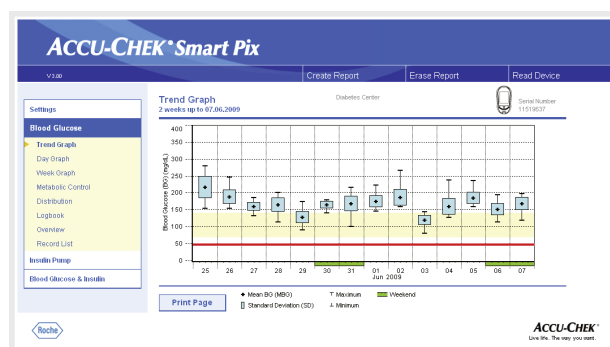 ACCU-CHEK® Smart Pix
V 3.00
Create Report
Erase Report
Read Device
Settings
Blood Glucose
Trend Graph
Day Graph
Week Graph
Metabolic Control
Distribution
Logbook
Overview
Record List
Insulin Pump
Blood Glucose & Insulin
Trend Graph
2 weeks up to 07.06.2009
Diabetes Center
Serial Number
11519637
Blood Glucose (BG) (mg/dL)
400
350
300
250
200
150
100
50
0
25 26 27 28 29 30 31 01 02 03 04 05 06 07
Jun 2009
Print Page
Mean BG (MBG)
Maximum
Weekend
Standard Deviation (SD)
Minimum
Roche
ACCU-CHEK®
Live life. The way you want.